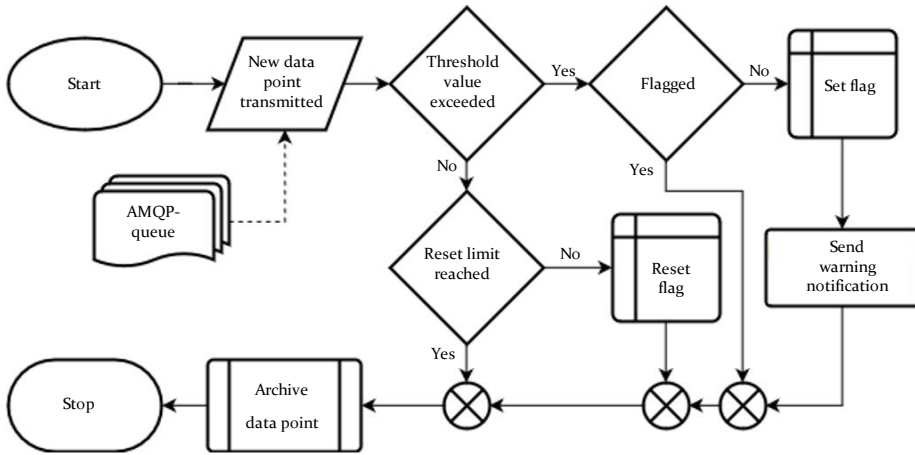 Start
New data
point
transmitted
Threshold
value
exceeded
Yes
Flagged
No
Set flag
No
Yes
AMQP-
queue
Reset limit
reached
No
Reset
flag
Send
warning
notification
Yes
Stop
Archive
data point